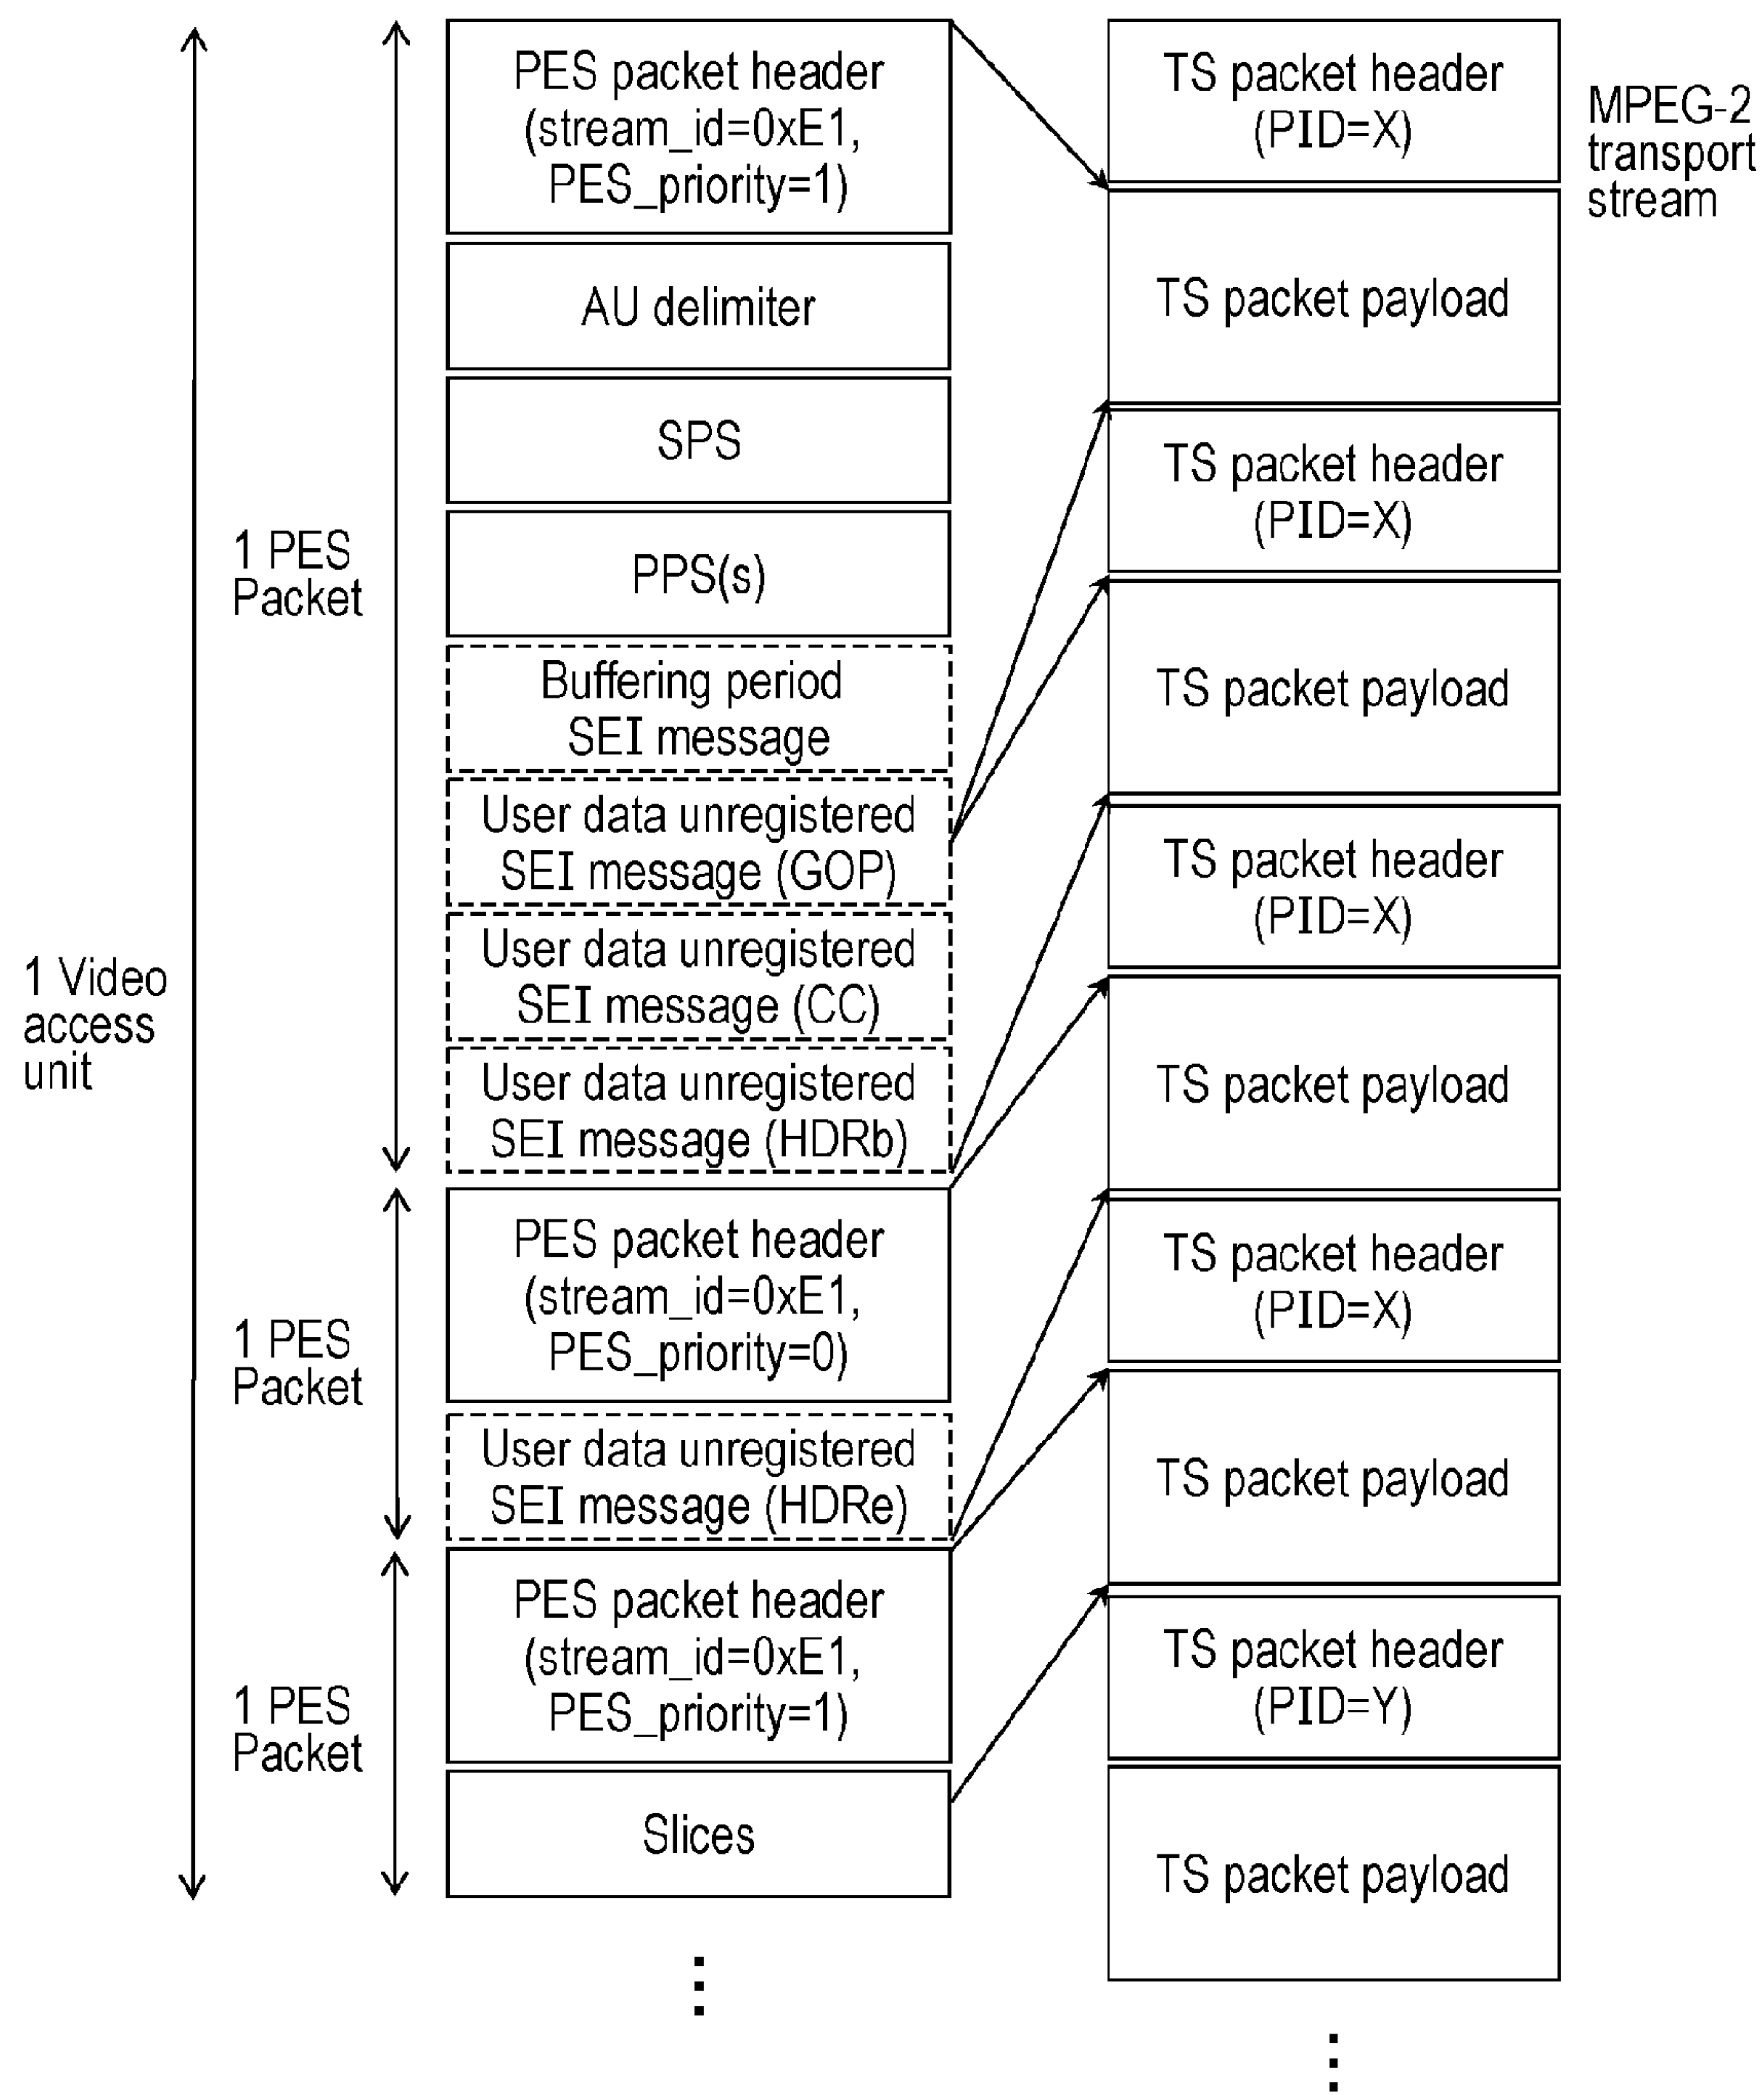 PES packet header
(stream_id=0xE1,
PES_priority=1)
AU delimiter
SPS
PPS(s)
Buffering period
SEI message
User data unregistered
SEI message (GOP)
User data unregistered
SEI message (CC)
User data unregistered
SEI message (HDRb)
PES packet header
(stream_id=0xE1,
PES_priority=0)
User data unregistered
SEI message (HDRe)
PES packet header
(stream_id=0xE1,
PES_priority=1)
Slices
1 Video
access
unit
1 PES
Packet
1 PES
Packet
1 PES
Packet
TS packet header
(PID=X)
TS packet payload
TS packet header
(PID=X)
TS packet payload
TS packet header
(PID=X)
TS packet payload
TS packet header
(PID=X)
TS packet payload
TS packet header
(PID=Y)
TS packet payload
MPEG-2
transport
stream